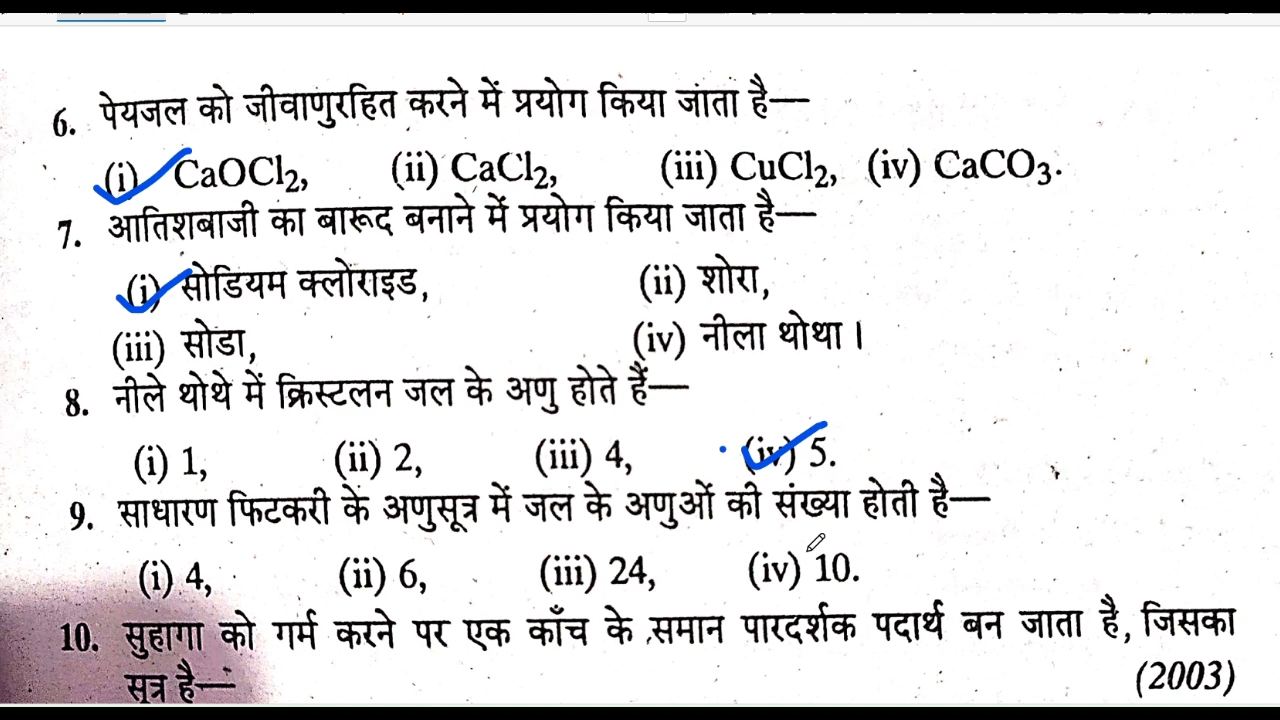 6. पेयजल को जीवाणुरहित करने में प्रयोग किया जाता है—
(i) CaOCl₂, (ii) CaCl₂, (iii) CuCl₂, (iv) CaCO₃.
7. आतिशबाजी का बारूद बनाने में प्रयोग किया जाता है—
(i) सोडियम क्लोराइड, (ii) शोरा,
(iii) सोडा, (iv) नीला थोथा ।
8. नीले थोथे में क्रिस्टलन जल के अणु होते हैं—
(i) 1, (ii) 2, (iii) 4, (iv) 5.
9. साधारण फिटकरी के अणुसूत्र में जल के अणुओं की संख्या होती है—
(i) 4, (ii) 6, (iii) 24, (iv) 10.
10. सुहागा को गर्म करने पर एक काँच के समान पारदर्शक पदार्थ बन जाता है, जिसका
सूत्र है— (2003)